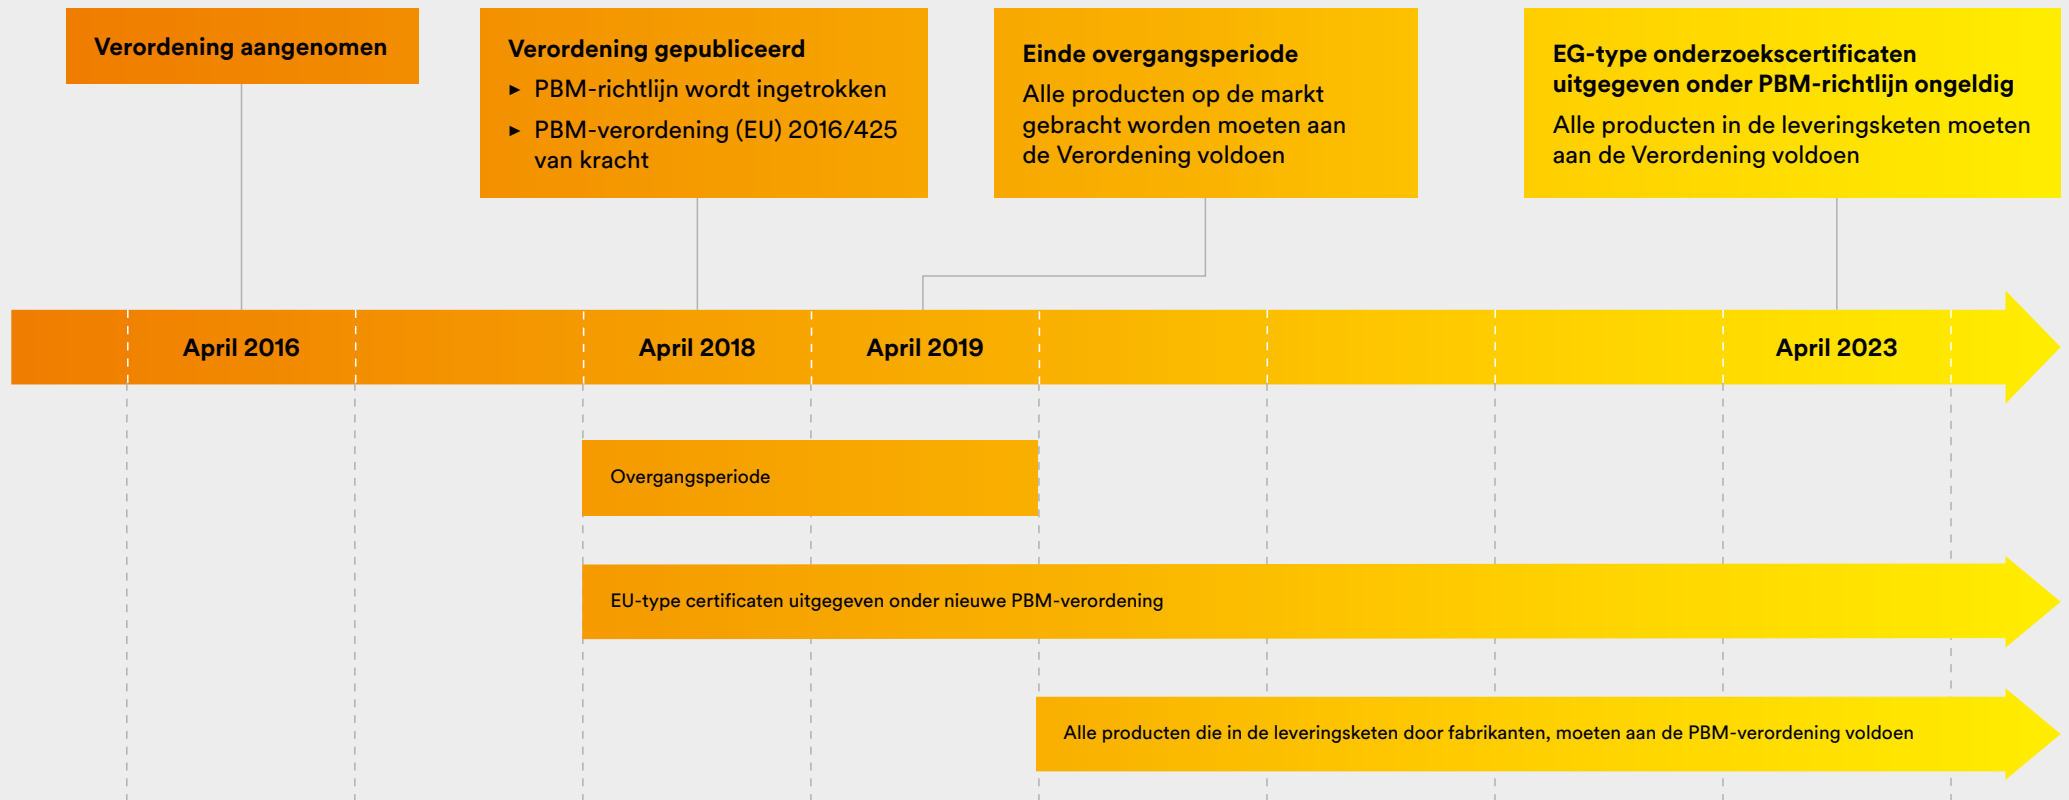 Verordening aangenomen
Verordening gepubliceerd
▸ PBM-richtlijn wordt ingetrokken
▸ PBM-verordening (EU) 2016/425
van kracht
Einde overgangsperiode
Alle producten op de markt
gebracht worden moeten aan
de Verordening voldoen
EG-type onderzoekscertificaten
uitgegeven onder PBM-richtlijn ongeldig
Alle producten in de leveringsketen moeten
aan de Verordening voldoen
April 2016
April 2018
April 2019
April 2023
Overgangsperiode
EU-type certificaten uitgegeven onder nieuwe PBM-verordening
Alle producten die in de leveringsketen door fabrikanten, moeten aan de PBM-verordening voldoen